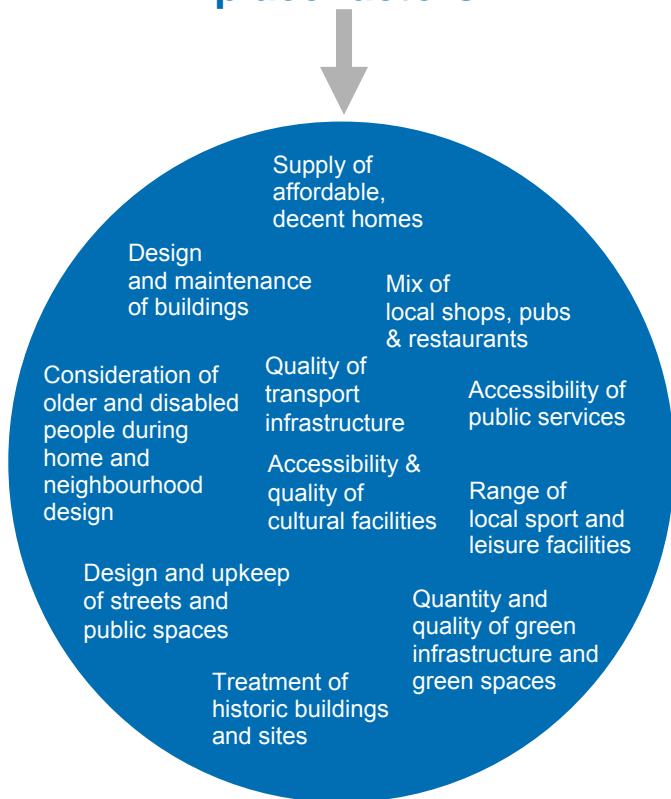 Supply of
affordable,
decent homes
Design
and maintenance
of buildings
Mix of
local shops, pubs
& restaurants
Consideration of
older and disabled
people during
home and
neighbourhood
design
Quality of
transport
infrastructure
Accessibility of
public services
Accessibility &
quality of
cultural facilities
Range of
local sport and
leisure facilities
Design and upkeep
of streets and
public spaces
Quantity and
quality of green
infrastructure and
green spaces
Treatment of
historic buildings
and sites